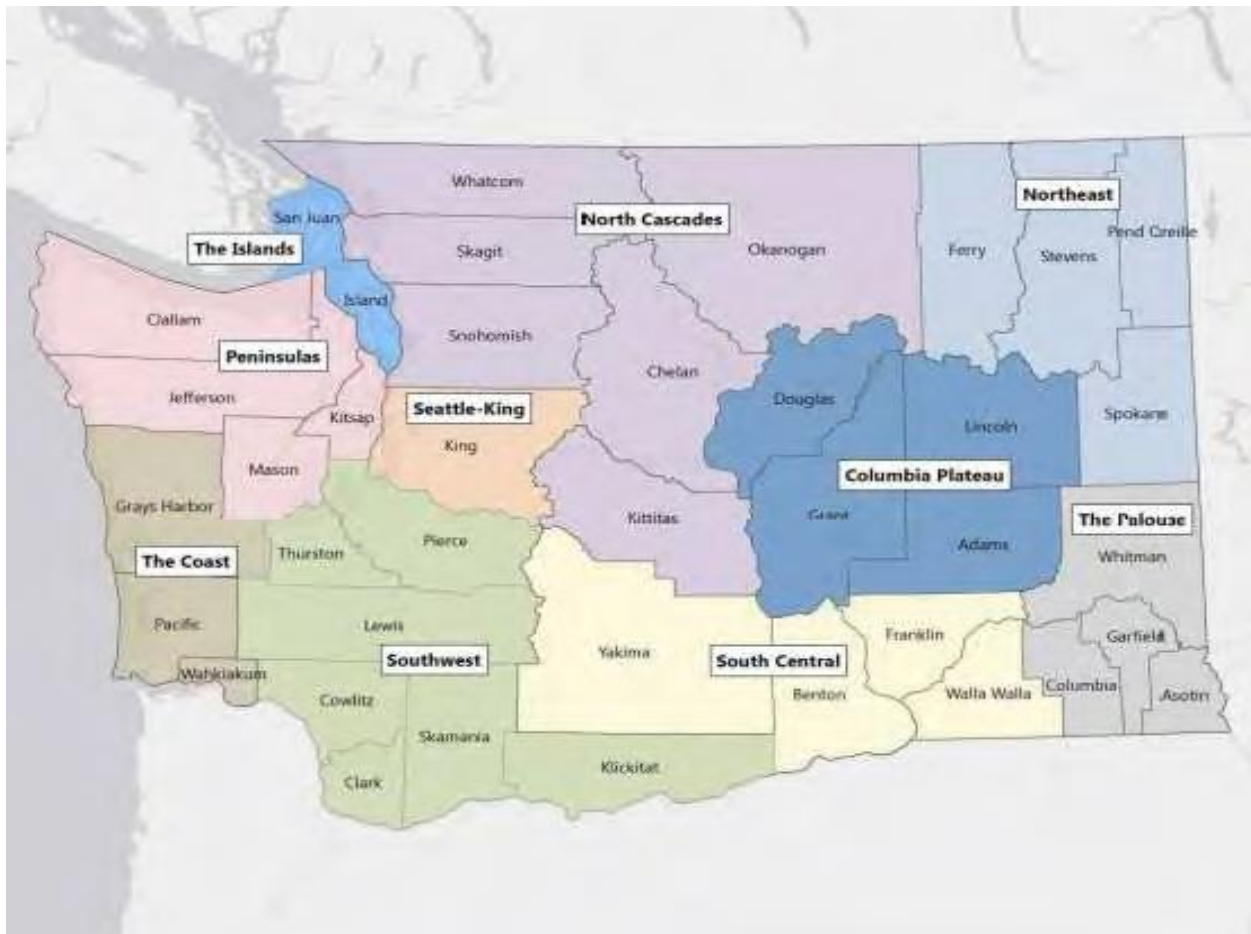 Whatcom
San Juan
North Cascades
Northeast
The Islands
Skagit
Okanogan
Ferry
Stevens
Pend Oreille
Island
Clallam
Snohomish
Peninsulas
Chelan
Jefferson
Kitsap
Seattle-King
King
Douglas
Lincoln
Spokane
Mason
Columbia Plateau
Grays Harbor
Kittitas
Grant
The Palouse
Pierce
Thurston
Adams
Whitman
The Coast
Pacific
Lewis
Southwest
Yakima
South Central
Franklin
Garfield
Wahkiakum
Cowlitz
Benton
Walla Walla
Columbia
Asotin
Skamania
Clark
Klickitat